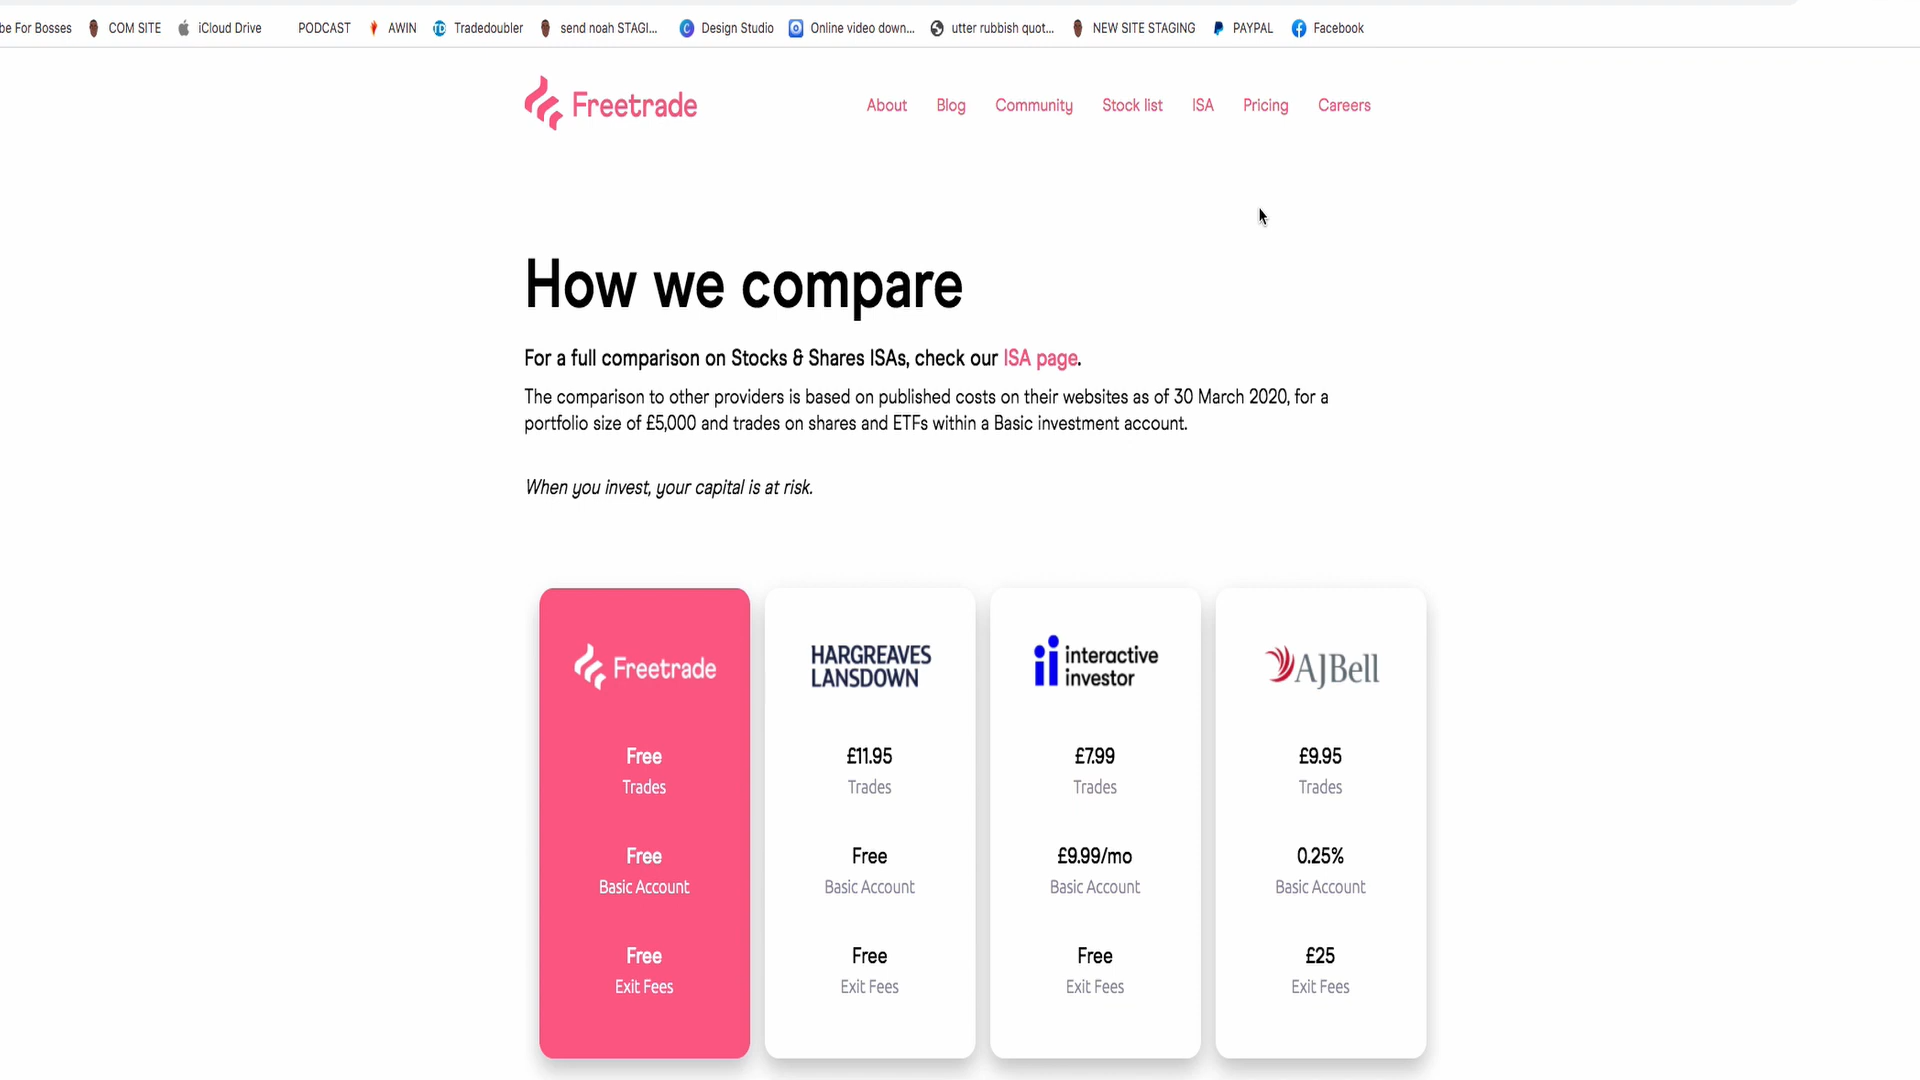 be For Bosses COM SITE iCloud Drive PODCAST AWIN Tradedoubler send noah STAGI... Design Studio Online video down... utter rubbish quot... NEW SITE STAGING PAYPAL Facebook
Freetrade About Blog Community Stock list ISA Pricing Careers
How we compare
For a full comparison on Stocks & Shares ISAs, check our ISA page.
The comparison to other providers is based on published costs on their websites as of 30 March 2020, for a
portfolio size of £5,000 and trades on shares and ETFs within a Basic investment account.
When you invest, your capital is at risk.
Freetrade
Free
Trades
Free
Basic Account
Free
Exit Fees
HARGREAVES
LANSDOWN
£11.95
Trades
Free
Basic Account
Free
Exit Fees
interactive
investor
£7.99
Trades
£9.99/mo
Basic Account
Free
Exit Fees
AJBell
£9.95
Trades
0.25%
Basic Account
£25
Exit Fees